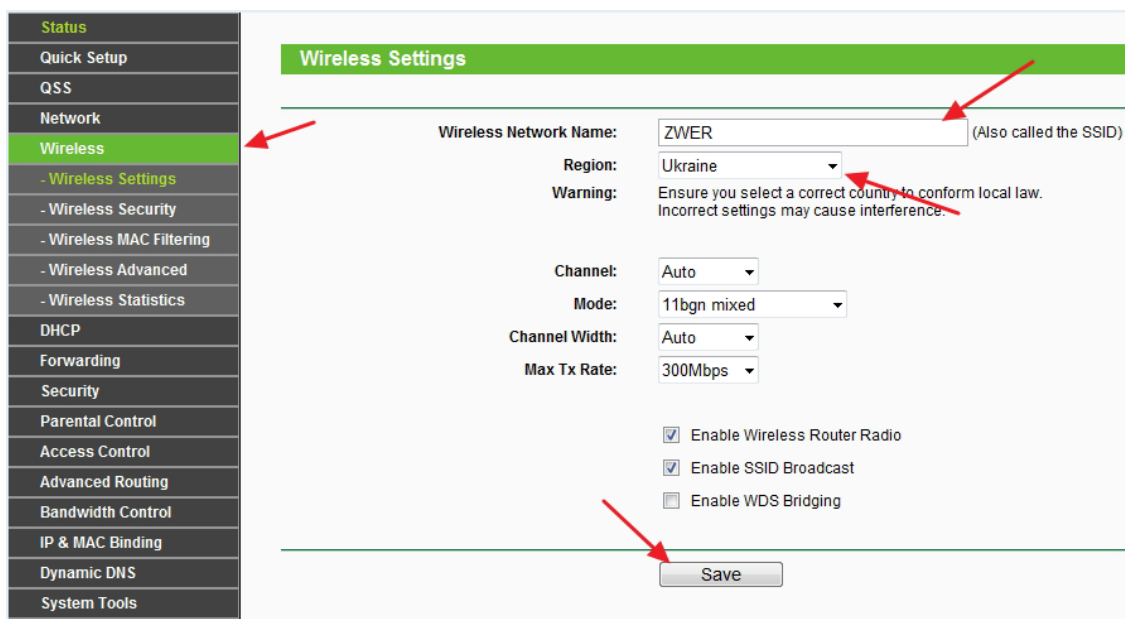 Status
Quick Setup
QSS
Network
Wireless
- Wireless Settings
- Wireless Security
- Wireless MAC Filtering
- Wireless Advanced
- Wireless Statistics
DHCP
Forwarding
Security
Parental Control
Access Control
Advanced Routing
Bandwidth Control
IP & MAC Binding
Dynamic DNS
System Tools
Wireless Settings
Wireless Network Name: ZWER (Also called the SSID)
Region: Ukraine
Warning: Ensure you select a correct country to conform local law.
Incorrect settings may cause interference.
Channel: Auto
Mode: 11bgn mixed
Channel Width: Auto
Max Tx Rate: 300Mbps
Enable Wireless Router Radio
Enable SSID Broadcast
Enable WDS Bridging
Save